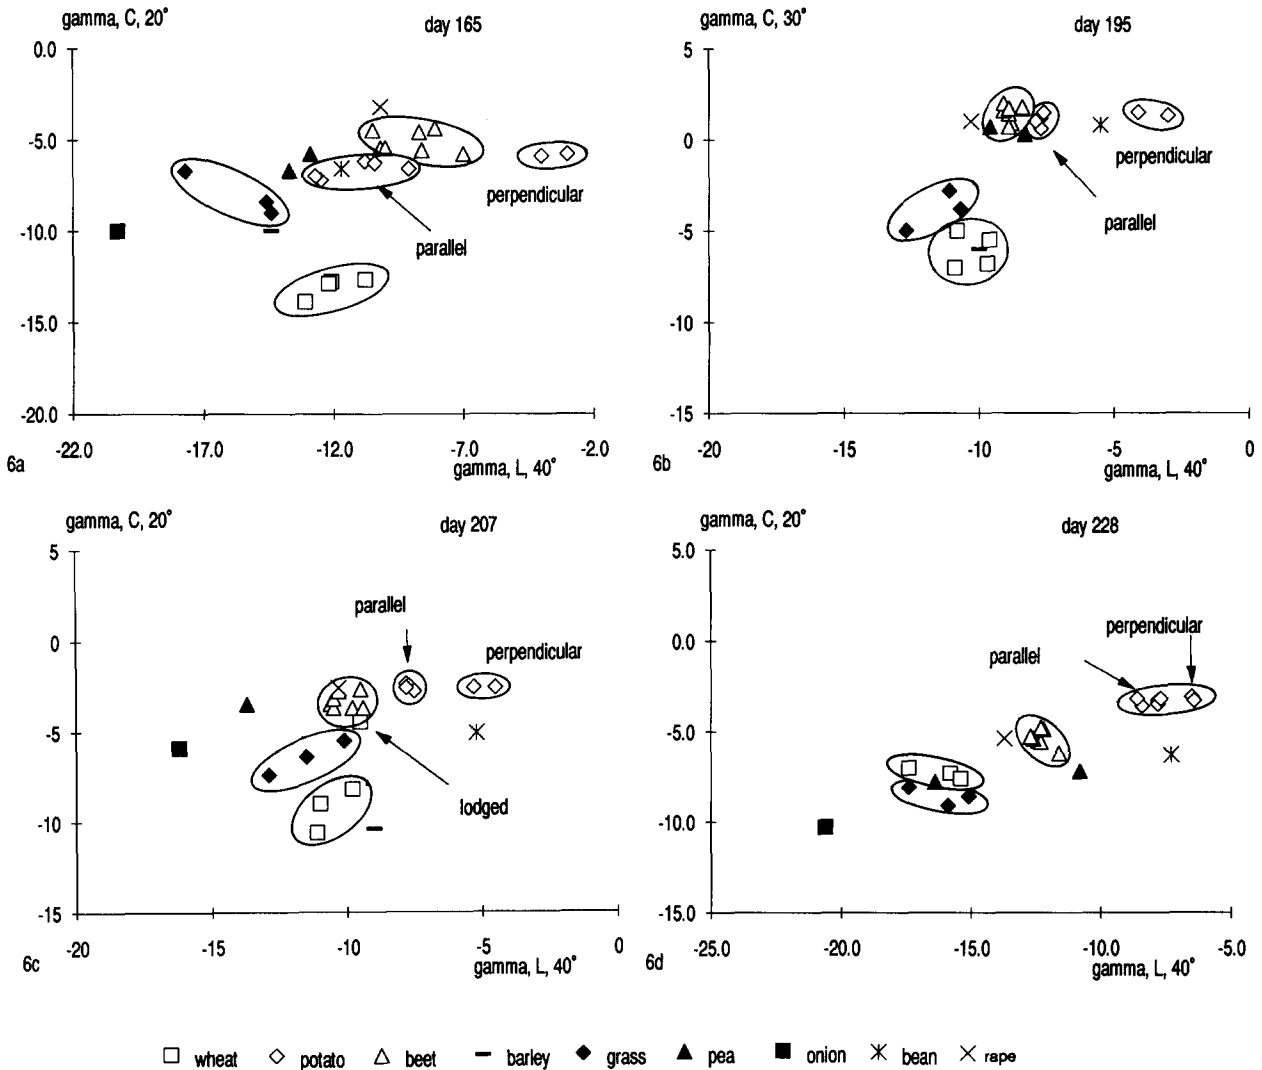 gamma, C, 20° day 165
0.0
-5.0
-10.0
-15.0
-20.0
perpendicular
parallel
-22.0 -17.0 -12.0 -7.0 -2.0
6a gamma, L, 40°
gamma, C, 30° day 195
5
0
-5
-10
-15
perpendicular
parallel
-20 -15 -10 -5 0
6b gamma, L, 40°
gamma, C, 20° day 207
5
0
-5
-10
-15
parallel
perpendicular
lodged
-20 -15 -10 -5 0
6c gamma, L, 40°
gamma, C, 20° day 228
5.0
0.0
-5.0
-10.0
-15.0
perpendicular
parallel
-25.0 -20.0 -15.0 -10.0 -5.0
6d gamma, L, 40°
wheat potato beet barley grass pea onion bean rape